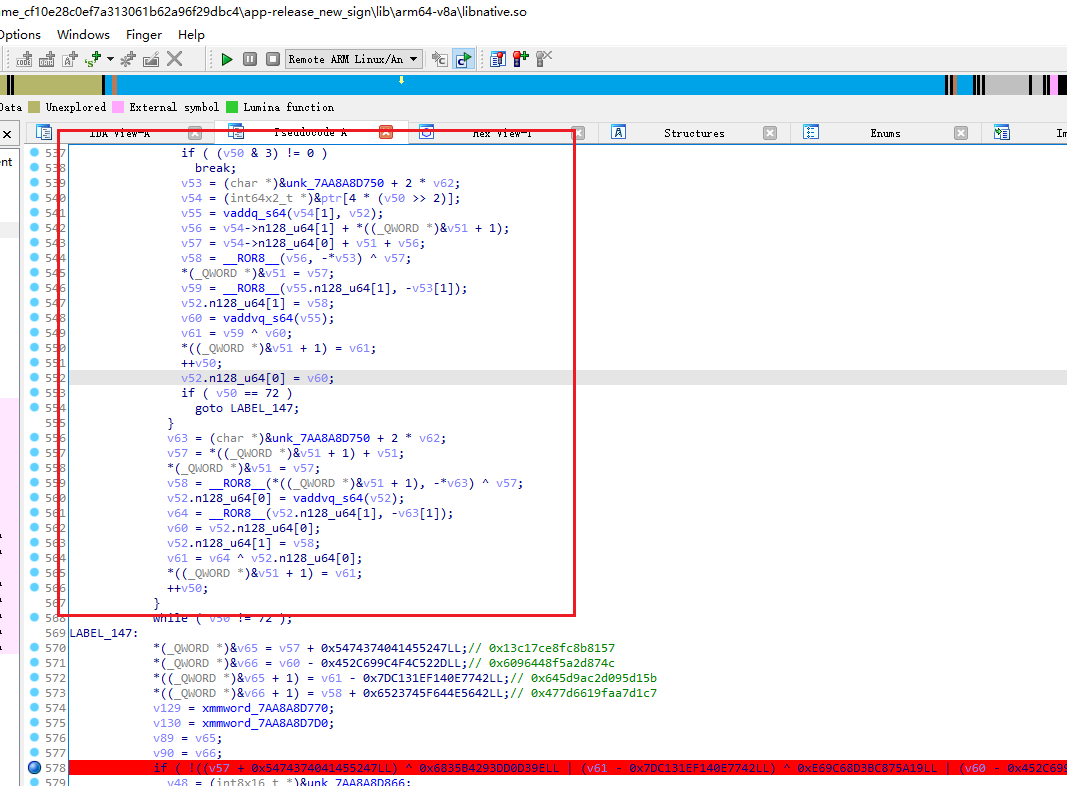 me_cf10e28c0ef7a313061b62a96f29dbc4\app-release_new_sign\lib\arm64-v8a\libnative.so
Options Windows Finger Help
Remote ARM Linux/An
Data Unexplored External symbol Lumina function
IDA View-A Pseudocode-A Hex View-1 Structures Enums Im
ent
537 if ( (v50 & 3) != 0 )
538 break;
539 v53 = (char *)&unk_7AA8A8D750 + 2 * v62;
540 v54 = (int64x2_t *)&ptr[4 * (v50 >> 2)];
541 v55 = vaddq_s64(v54[1], v52);
542 v56 = v54->n128_u64[1] + *((_QWORD *)&v51 + 1);
543 v57 = v54->n128_u64[0] + v51 + v56;
544 v58 = __ROR8__(v56, -*v53) ^ v57;
545 *(_QWORD *)&v51 = v57;
546 v59 = __ROR8__(v55.n128_u64[1], -v53[1]);
547 v52.n128_u64[1] = v58;
548 v60 = vaddvq_s64(v55);
549 v61 = v59 ^ v60;
550 *((_QWORD *)&v51 + 1) = v61;
551 ++v50;
552 v52.n128_u64[0] = v60;
553 if ( v50 == 72 )
554 goto LABEL_147;
555 }
556 v63 = (char *)&unk_7AA8A8D750 + 2 * v62;
557 v57 = *((_QWORD *)&v51 + 1) + v51;
558 *(_QWORD *)&v51 = v57;
559 v58 = __ROR8__(*((_QWORD *)&v51 + 1), -*v63) ^ v57;
560 v52.n128_u64[0] = vaddvq_s64(v52);
561 v64 = __ROR8__(v52.n128_u64[1], -v63[1]);
562 v60 = v52.n128_u64[0];
563 v52.n128_u64[1] = v58;
564 v61 = v64 ^ v52.n128_u64[0];
565 *((_QWORD *)&v51 + 1) = v61;
566 ++v50;
567 }
568 while ( v50 != 72 );
569 LABEL_147:
570 *(_QWORD *)&v65 = v57 + 0x5474374041455247LL;// 0x13c17ce8fc8b8157
571 *(_QWORD *)&v66 = v60 - 0x452C699C4F4C522DLL;// 0x6096448f5a2d874c
572 *((_QWORD *)&v65 + 1) = v61 - 0x7DC131EF140E7742LL;// 0x645d9ac2d095d15b
573 *((_QWORD *)&v66 + 1) = v58 + 0x6523745F644E5642LL;// 0x477d6619faa7d1c7
574 v129 = xmmword_7AA8A8D770;
575 v130 = xmmword_7AA8A8D7D0;
576 v89 = v65;
577 v90 = v66;
578 if ( !((v57 + 0x5474374041455247LL) ^ 0x6835B4293DD0D39ELL | (v61 - 0x7DC131EF140E7742LL) ^ 0xE69C68D3BC875A19LL | (v60 - 0x452C69
579 v48 = (int8x16_t *)&unk_7AA8A8D866;